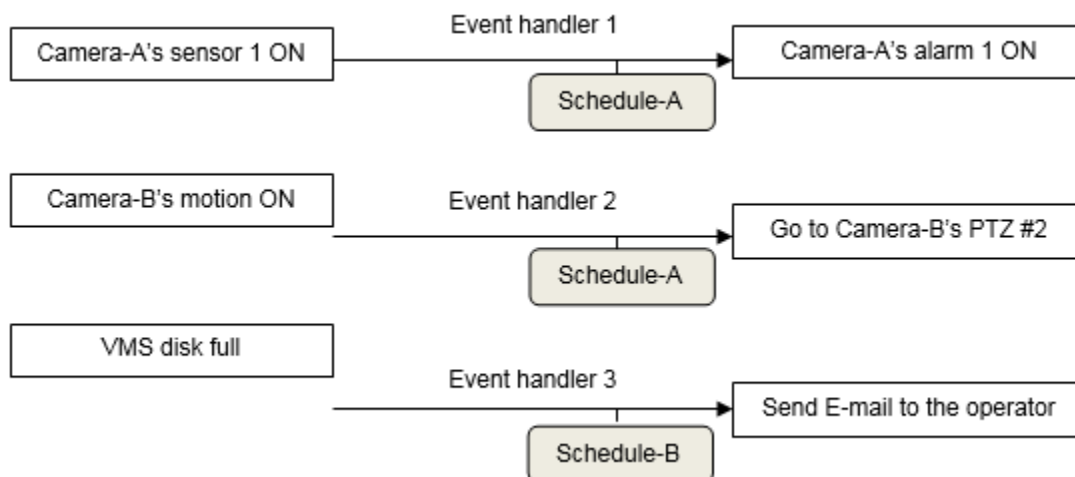 Event handler 1
Camera-A's sensor 1 ON
Camera-A's alarm 1 ON
Schedule-A
Camera-B's motion ON
Event handler 2
Go to Camera-B's PTZ #2
Schedule-A
VMS disk full
Event handler 3
Send E-mail to the operator
Schedule-B